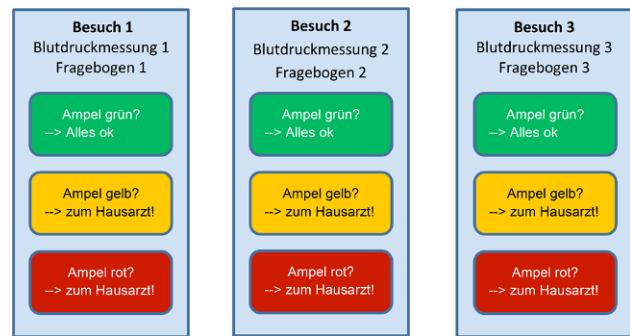 Besuch 1
Blutdruckmessung 1
Fragebogen 1
Ampel grün?
--> Alles ok
Ampel gelb?
--> zum Hausarzt!
Ampel rot?
--> zum Hausarzt!
Besuch 2
Blutdruckmessung 2
Fragebogen 2
Ampel grün?
--> Alles ok
Ampel gelb?
--> zum Hausarzt!
Ampel rot?
--> zum Hausarzt!
Besuch 3
Blutdruckmessung 3
Fragebogen 3
Ampel grün?
--> Alles ok
Ampel gelb?
--> zum Hausarzt!
Ampel rot?
--> zum Hausarzt!